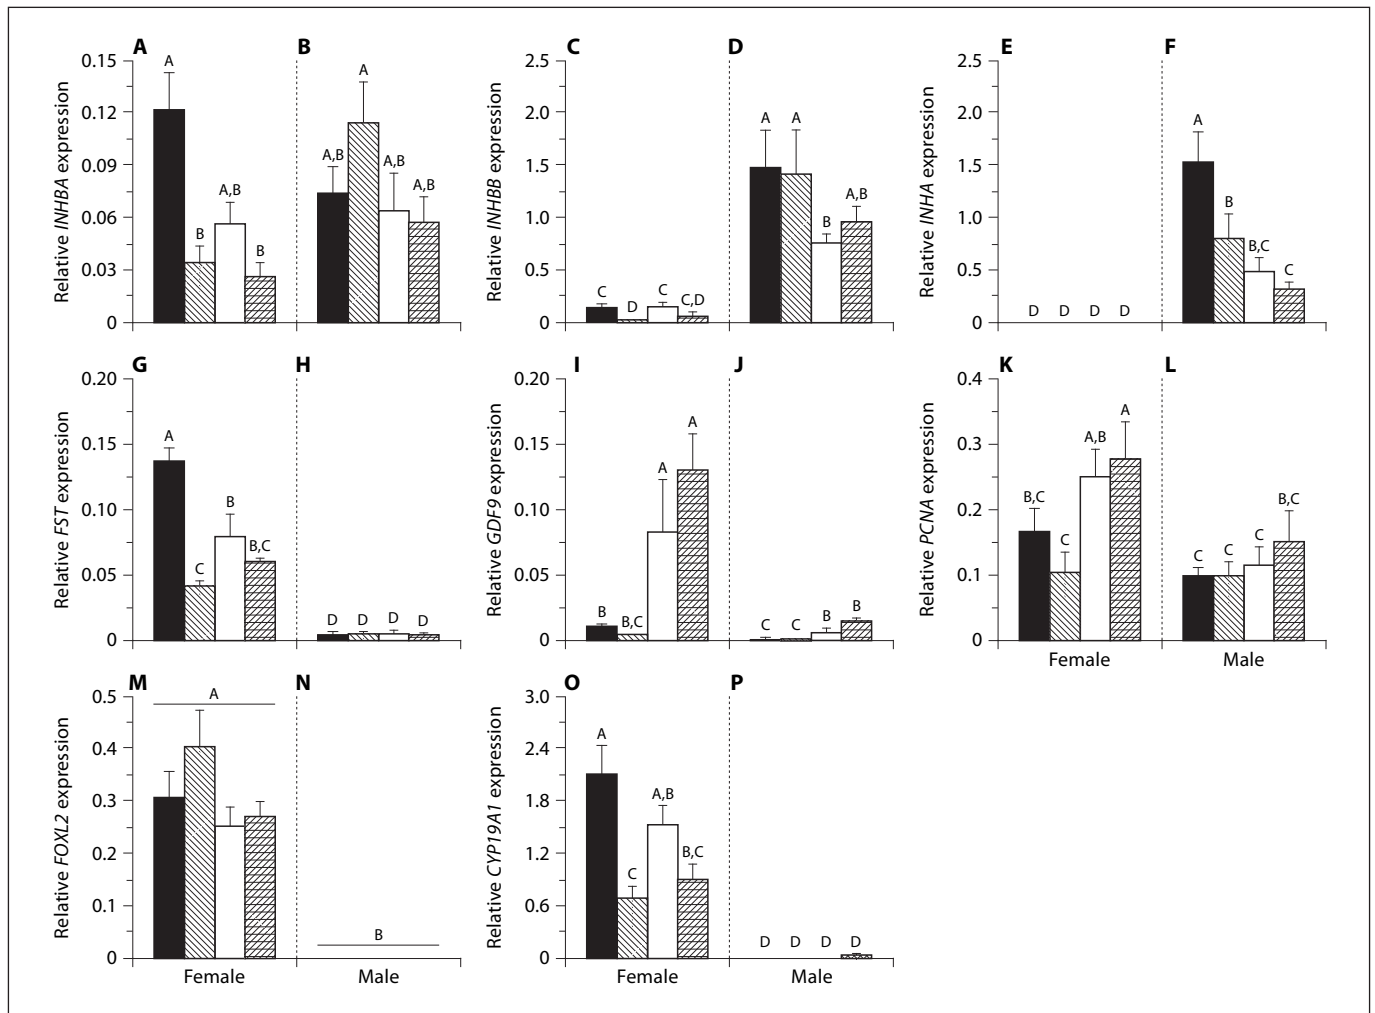 A B
Relative INHBA expression
0.15
0.12
0.09
0.06
0.03
0
A B A,B B
A,B A A,B A,B
C D
Relative INHBB expression
2.5
2.0
1.5
1.0
0.5
0
C D C C,D
A A B A,B
E F
Relative INHA expression
2.5
2.0
1.5
1.0
0.5
0
D D D D
A B B,C C
G H
Relative FST expression
0.20
0.15
0.10
0.05
0
A C B B,C
D D D D
I J
Relative GDF9 expression
0.20
0.15
0.10
0.05
0
B B,C A A
C C B B
K L
Relative PCNA expression
0.4
0.3
0.2
0.1
0
B,C C A,B A
C C C B,C
Female Male
M N
Relative FOXL2 expression
0.5
0.4
0.3
0.2
0.1
0
A
B
Female Male
O P
Relative CYP19A1 expression
3.0
2.4
1.8
1.2
0.6
0
A C A,B B,C
D D D D
Female Male